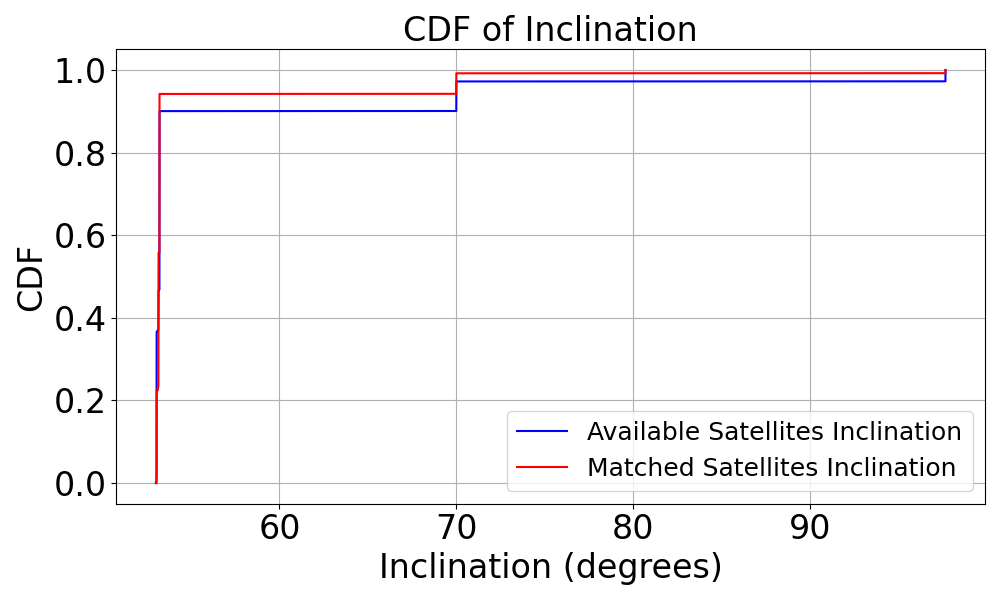 CDF of Inclination
1.0
0.8
0.6
0.4
0.2
0.0
CDF
Available Satellites Inclination
Matched Satellites Inclination
60 70 80 90
Inclination (degrees)